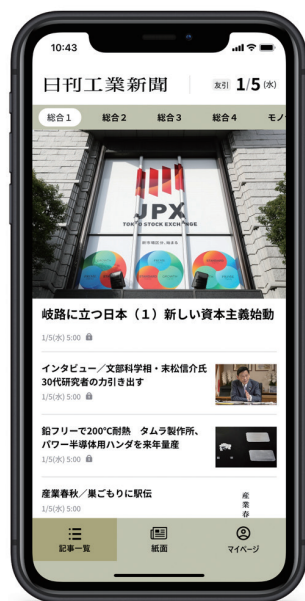 10:43
日刊工業新聞
友引 1/5 (水)
総合1 総合2 総合3 総合4 モノ
JPX
TOKYO STOCK EXCHANGE
岐路に立つ日本（1）新しい資本主義始動
1/5(水) 5:00
インタビュー／文部科学相・末松信介氏
30代研究者の力引き出す
1/5(水) 5:00
鉛フリーで200℃耐熱 タムラ製作所、
パワー半導体用ハンダを来年量産
1/5(水) 5:00
産業春秋／巣ごもりに駅伝
1/5(水) 5:00
産業春
記事一覧 紙面 マイページ